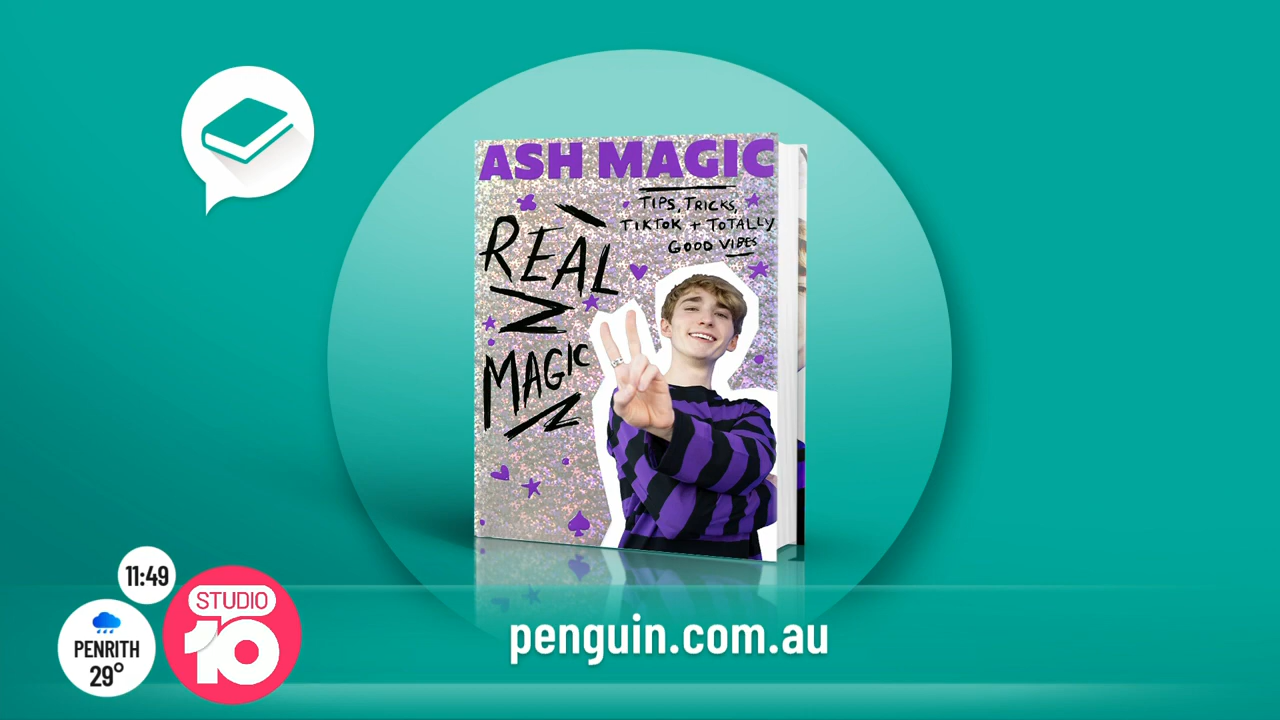 ASH MAGIC
TIPS, TRICKS,
TIKTOK + TOTALLY
GOOD VIBES
REAL
MAGIC
11:49
PENRITH
29°
STUDIO
10
penguin.com.au